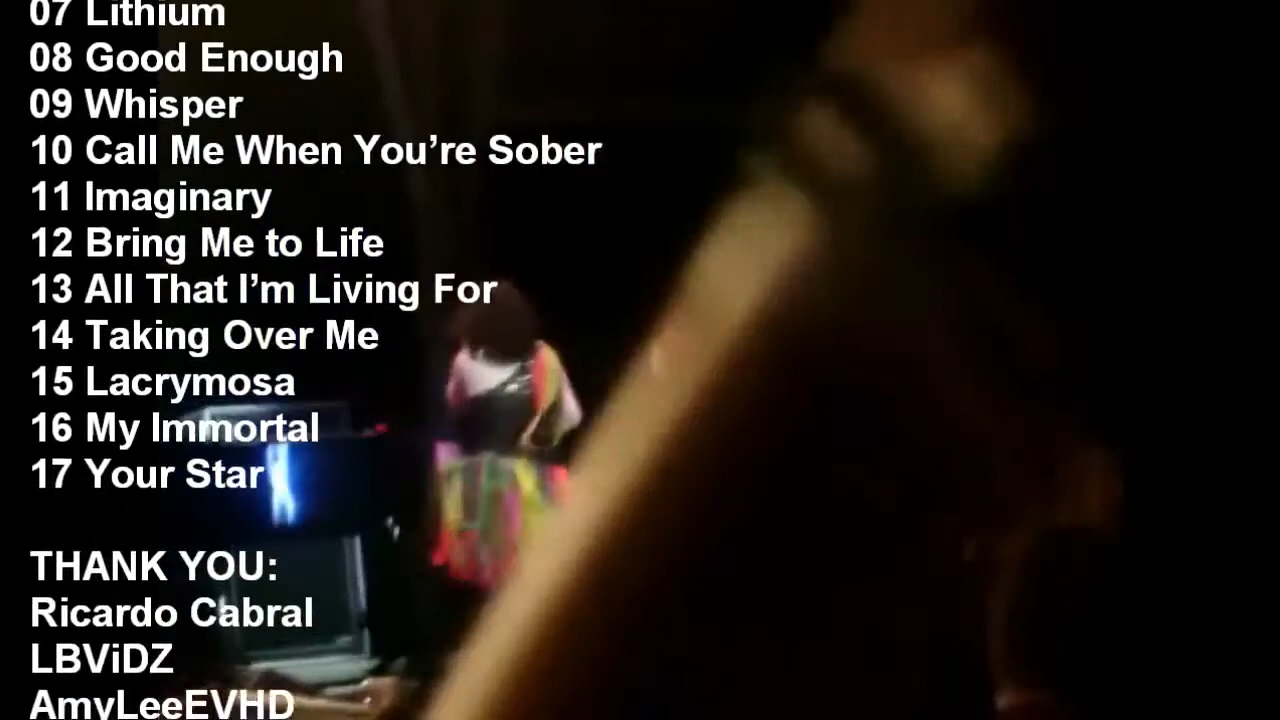 07 Lithium
08 Good Enough
09 Whisper
10 Call Me When You’re Sober
11 Imaginary
12 Bring Me to Life
13 All That I’m Living For
14 Taking Over Me
15 Lacrymosa
16 My Immortal
17 Your Star
THANK YOU:
Ricardo Cabral
LBViDZ
AmyLeeEVHD